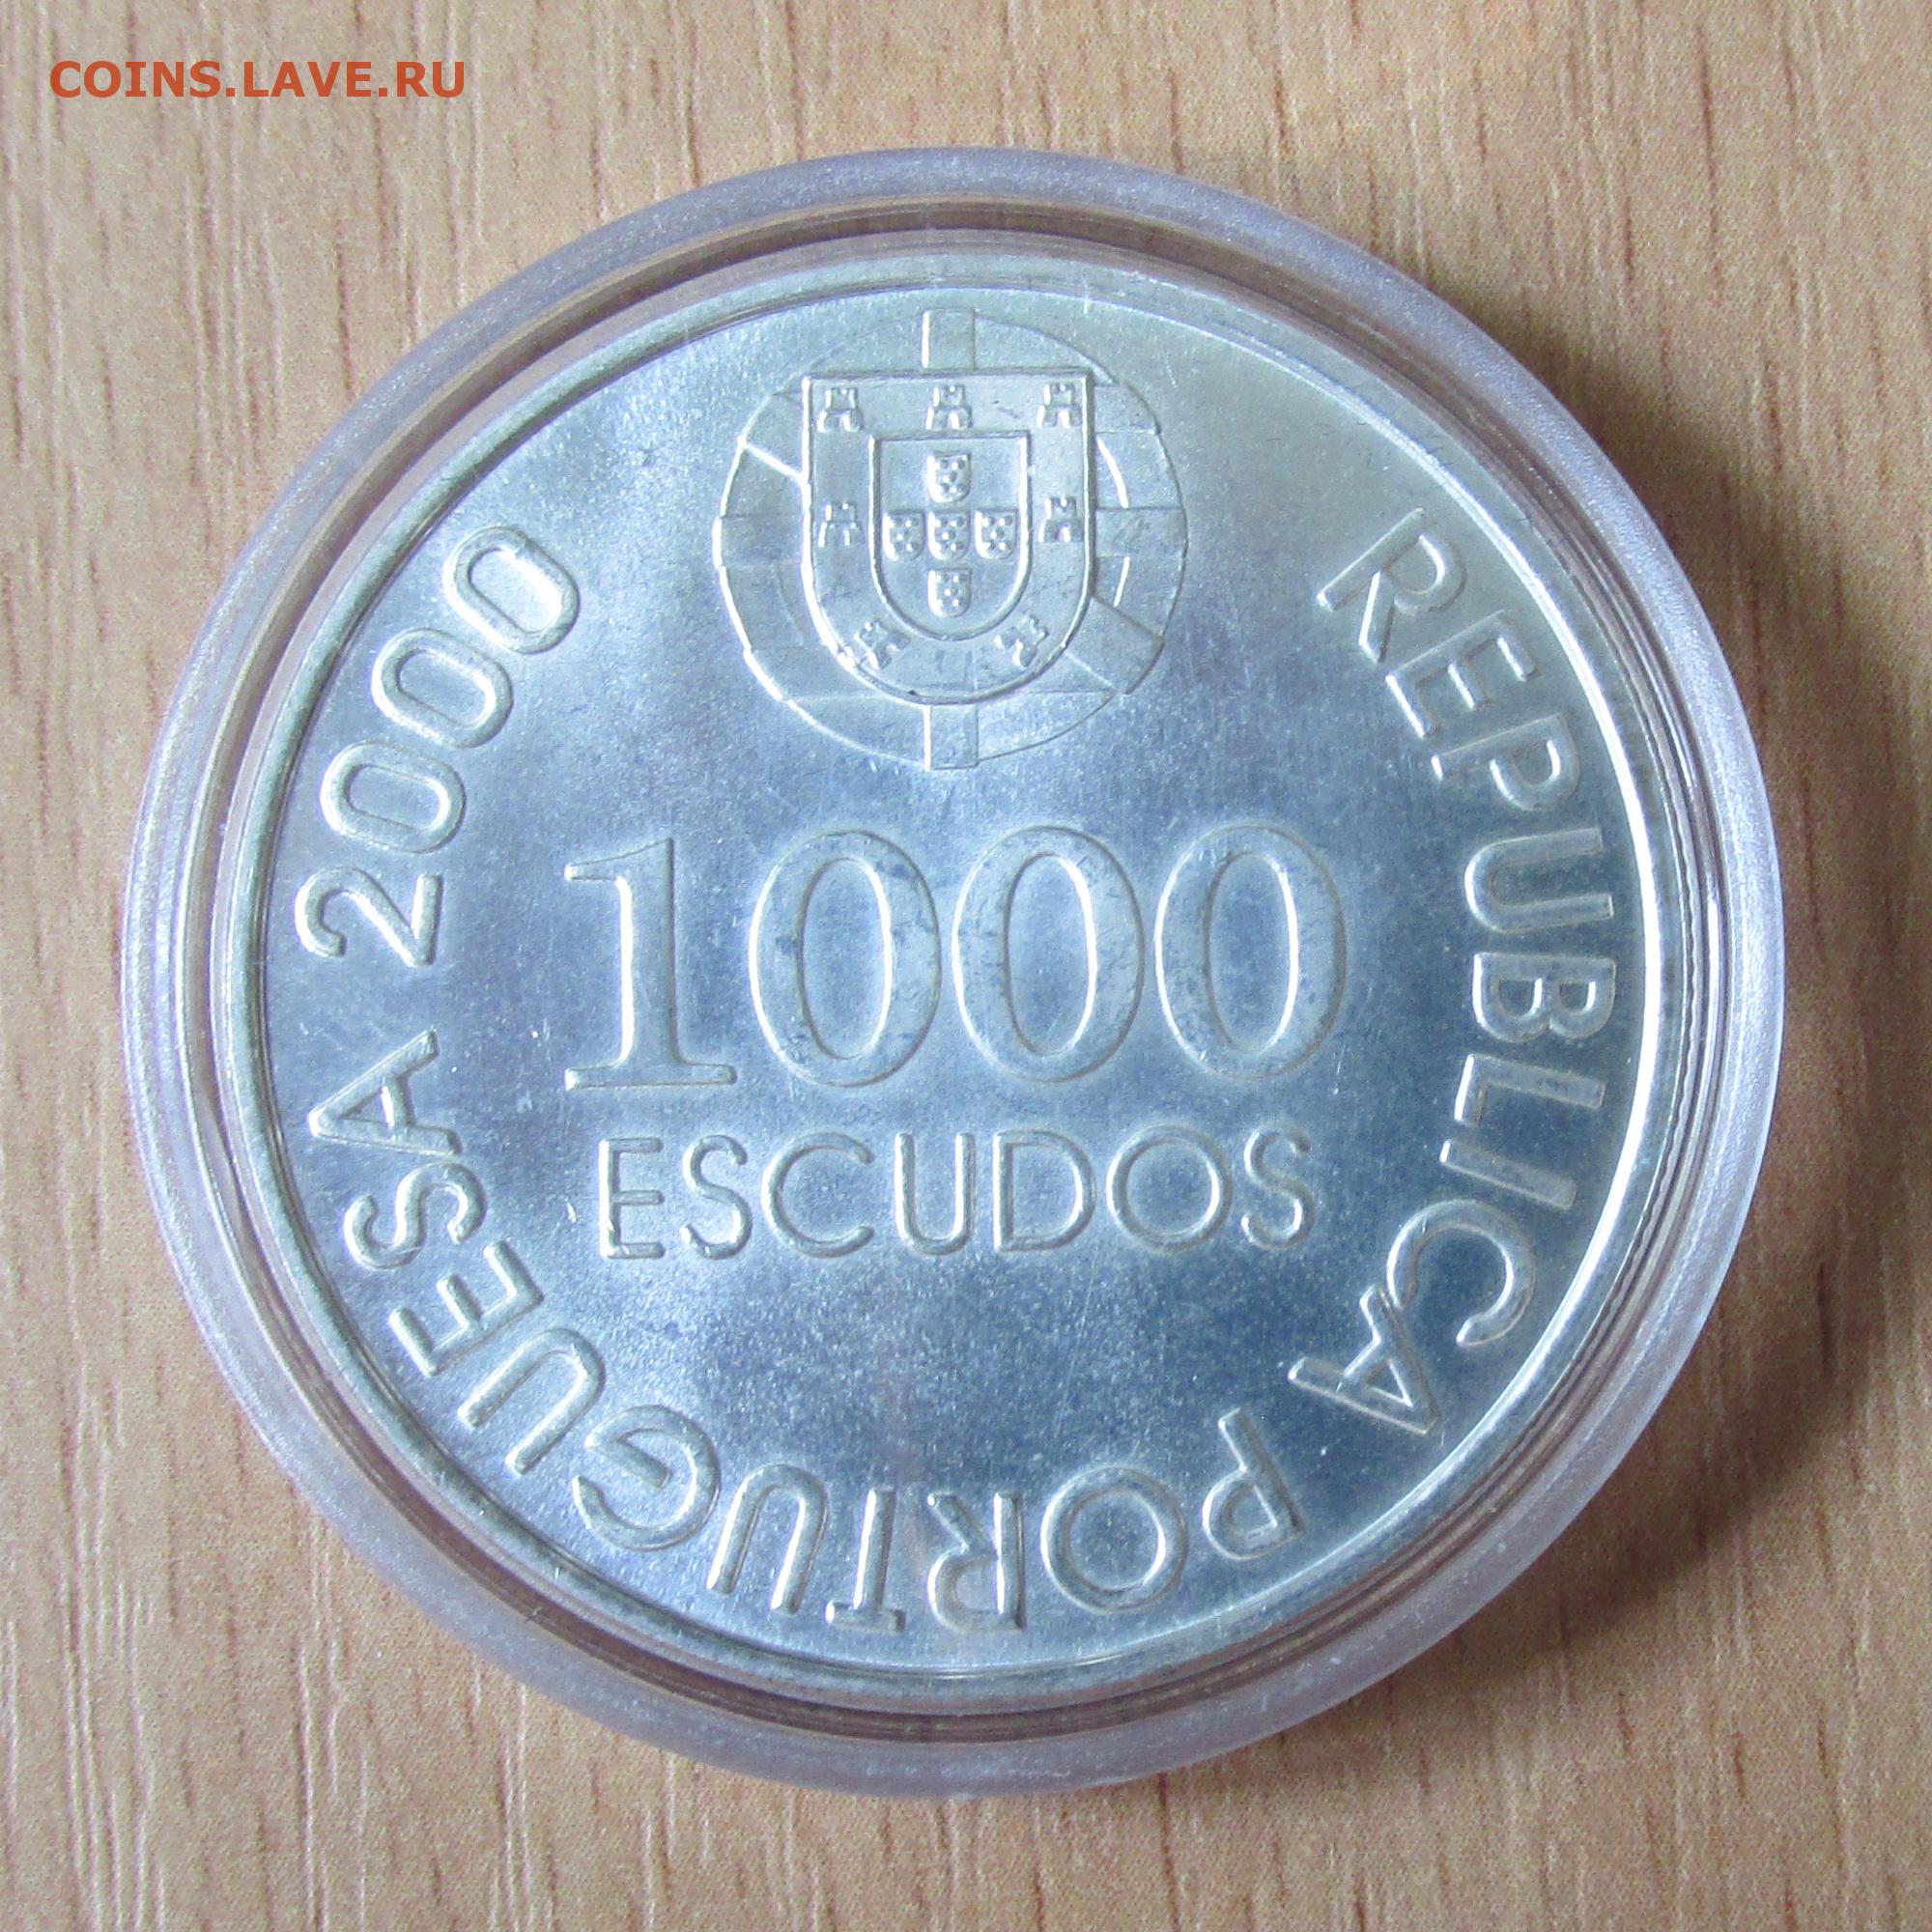 COINS.LAVE.RU
REPUBLICA PORTUGUESA 2000
1000
ESCUDOS